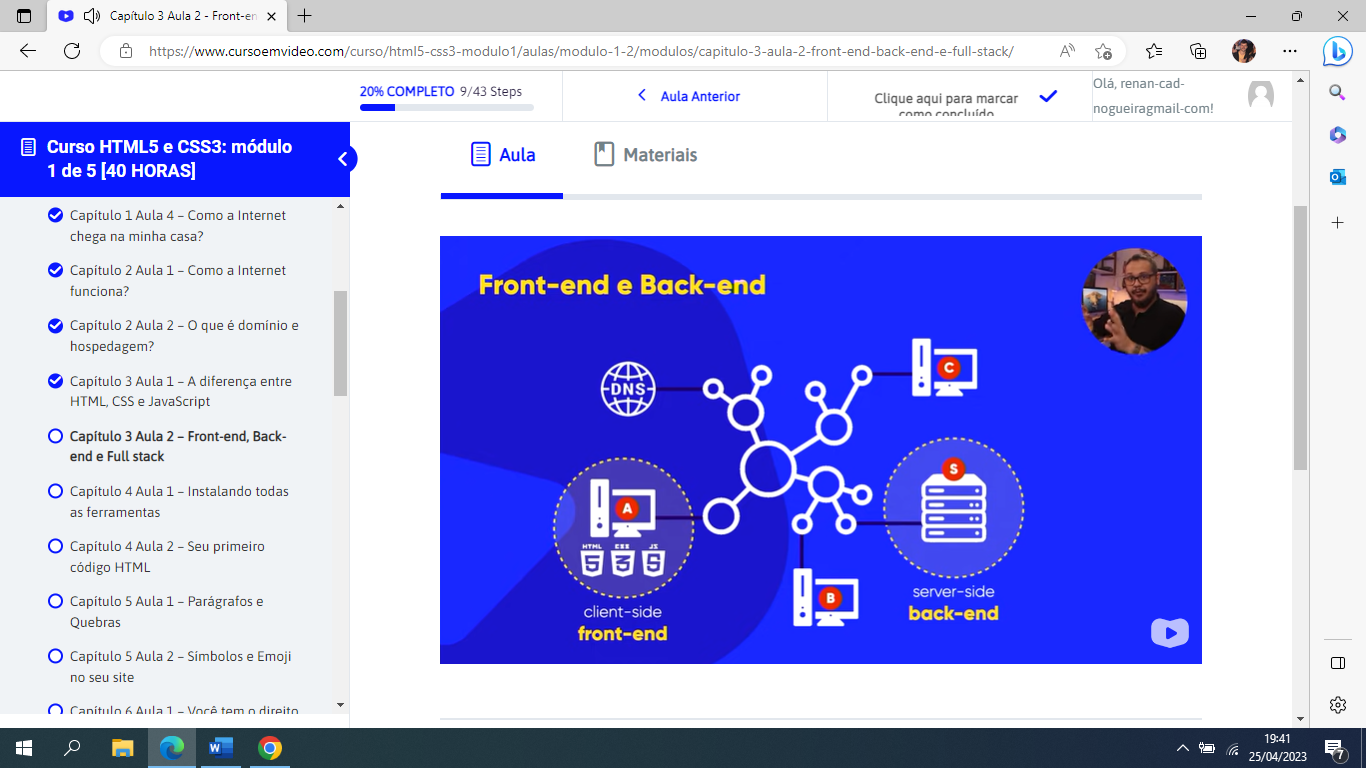 Capítulo 3 Aula 2 - Front-en
https://www.cursoemvideo.com/curso/html5-css3-modulo1/aulas/modulo-1-2/modulos/capitulo-3-aula-2-front-end-back-end-e-full-stack/
20% COMPLETO 9/43 Steps
Aula Anterior
Clique aqui para marcar
como concluído
Olá, renan-cad-
nogueiragmail-com!
Curso HTML5 e CSS3: módulo
1 de 5 [40 HORAS]
Capítulo 1 Aula 4 – Como a Internet
chega na minha casa?
Capítulo 2 Aula 1 – Como a Internet
funciona?
Capítulo 2 Aula 2 – O que é domínio e
hospedagem?
Capítulo 3 Aula 1 – A diferença entre
HTML, CSS e JavaScript
Capítulo 3 Aula 2 – Front-end, Back-
end e Full stack
Capítulo 4 Aula 1 – Instalando todas
as ferramentas
Capítulo 4 Aula 2 – Seu primeiro
código HTML
Capítulo 5 Aula 1 – Parágrafos e
Quebras
Capítulo 5 Aula 2 – Símbolos e Emoji
no seu site
Capítulo 6 Aula 1 – Você tem o direito
Aula
Materiais
Front-end e Back-end
DNS
C
A
HTML CSS JS
5 3 5
client-side
front-end
B
S
server-side
back-end
19:41
25/04/2023
7